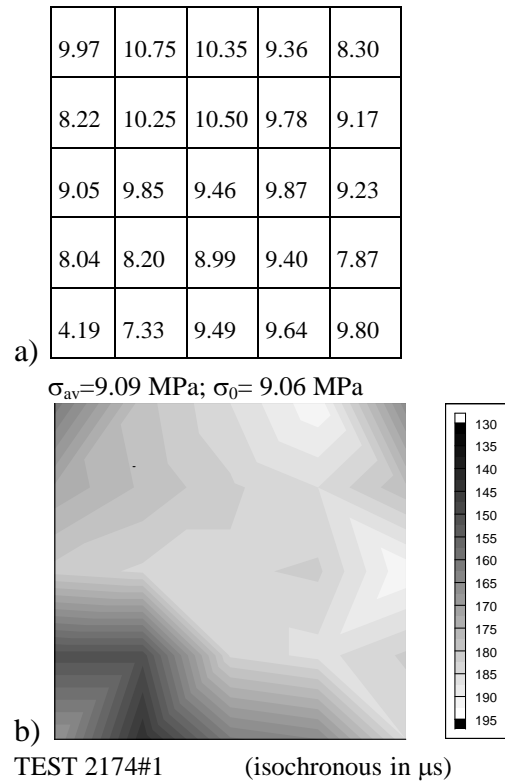 9.97 10.75 10.35 9.36 8.30
8.22 10.25 10.50 9.78 9.17
9.05 9.85 9.46 9.87 9.23
8.04 8.20 8.99 9.40 7.87
4.19 7.33 9.49 9.64 9.80
a)
σav=9.09 MPa; σ0= 9.06 MPa
130
135
140
145
150
155
160
165
170
175
180
185
190
195
b)
TEST 2174#1 (isochronous in μs)